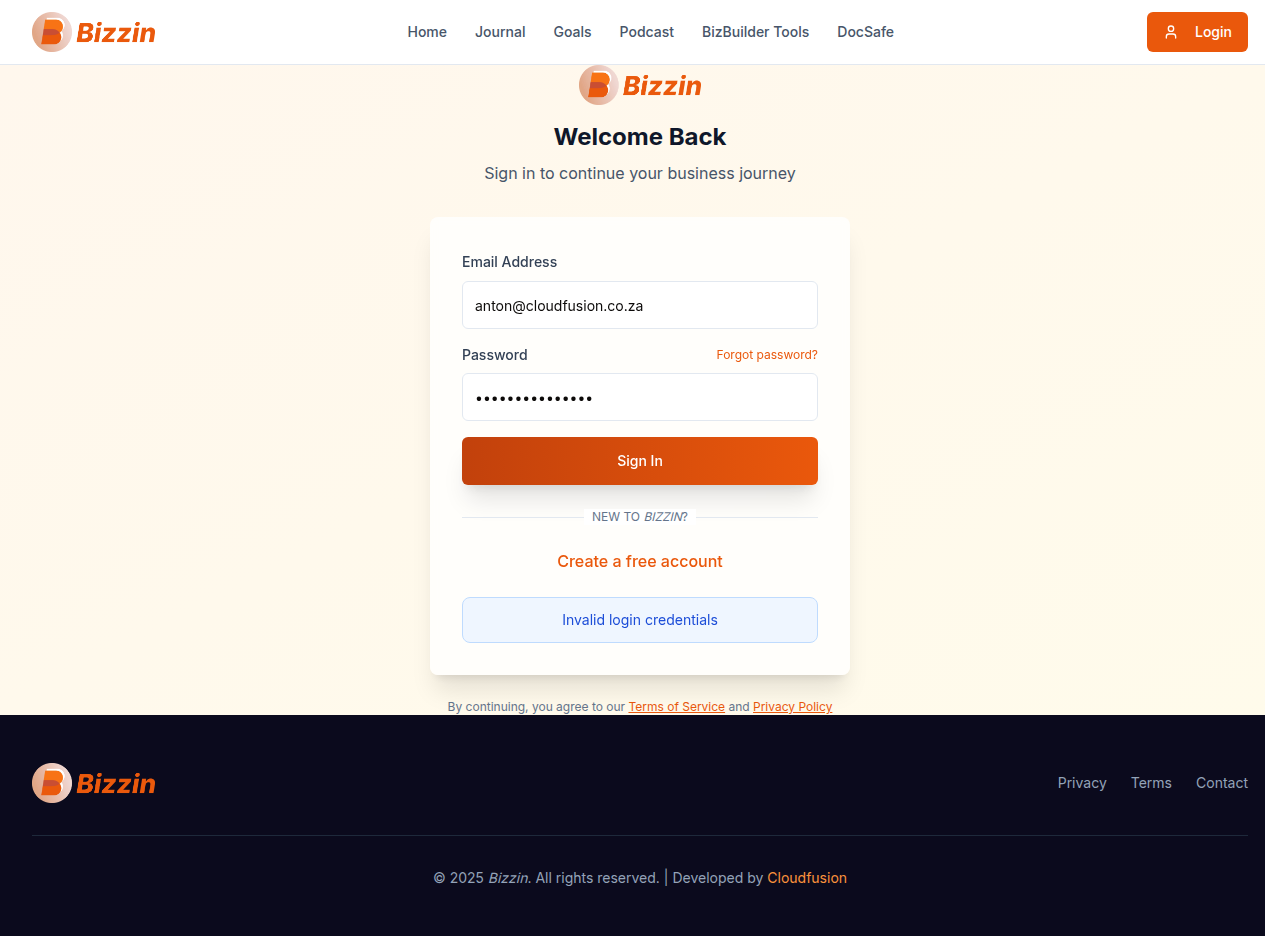 Bizzin
Home Journal Goals Podcast BizBuilder Tools DocSafe
Login
Bizzin
Welcome Back
Sign in to continue your business journey
Email Address
anton@cloudfusion.co.za
Password Forgot password?
•••••••••••••••
Sign In
NEW TO BIZZIN?
Create a free account
Invalid login credentials
By continuing, you agree to our Terms of Service and Privacy Policy
Bizzin
Privacy Terms Contact
© 2025 Bizzin. All rights reserved. | Developed by Cloudfusion